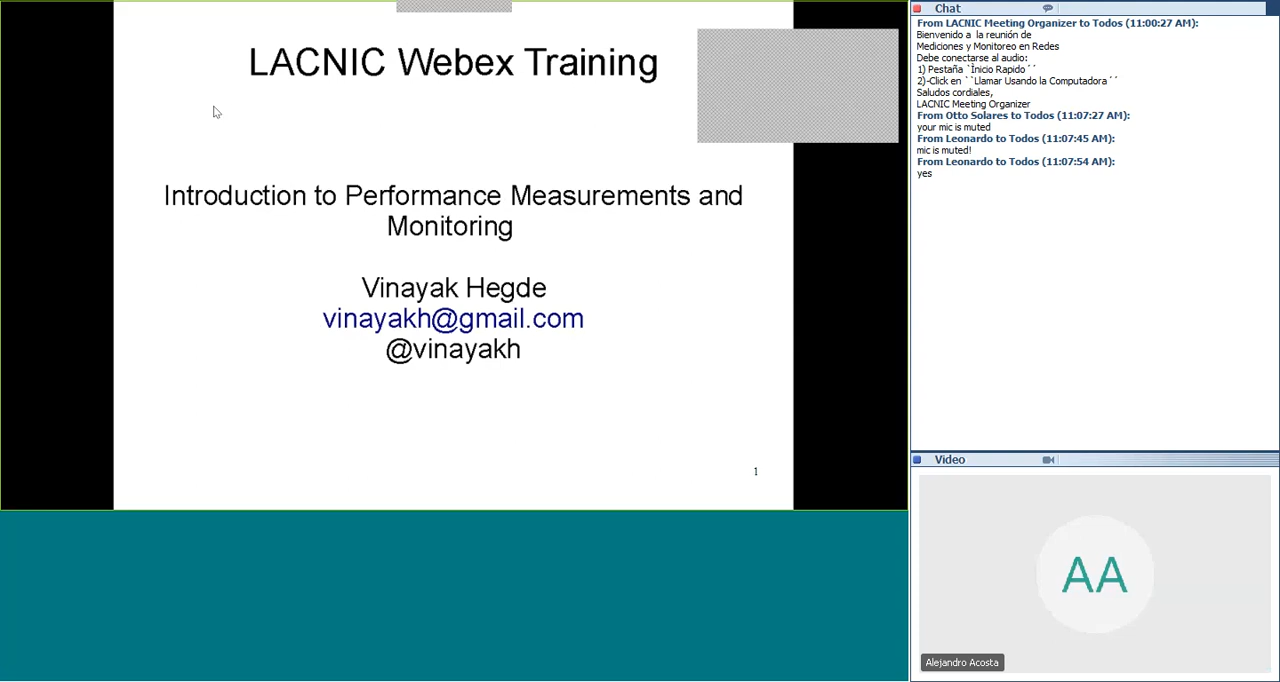 LACNIC Webex Training
Introduction to Performance Measurements and
Monitoring
Vinayak Hegde
vinayakh@gmail.com
@vinayakh
1
Chat
From LACNIC Meeting Organizer to Todos (11:00:27 AM):
Bienvenido a  la reunión de
Mediciones y Monitoreo en Redes
Debe conectarse al audio:
1) Pestaña `Ìnicio Rapido´´
2)-Click en ``Llamar Usando la Computadora´´
Saludos cordiales,
LACNIC Meeting Organizer
From Otto Solares to Todos (11:07:27 AM):
your mic is muted
From Leonardo to Todos (11:07:45 AM):
mic is muted!
From Leonardo to Todos (11:07:54 AM):
yes
Video
AA
Alejandro Acosta